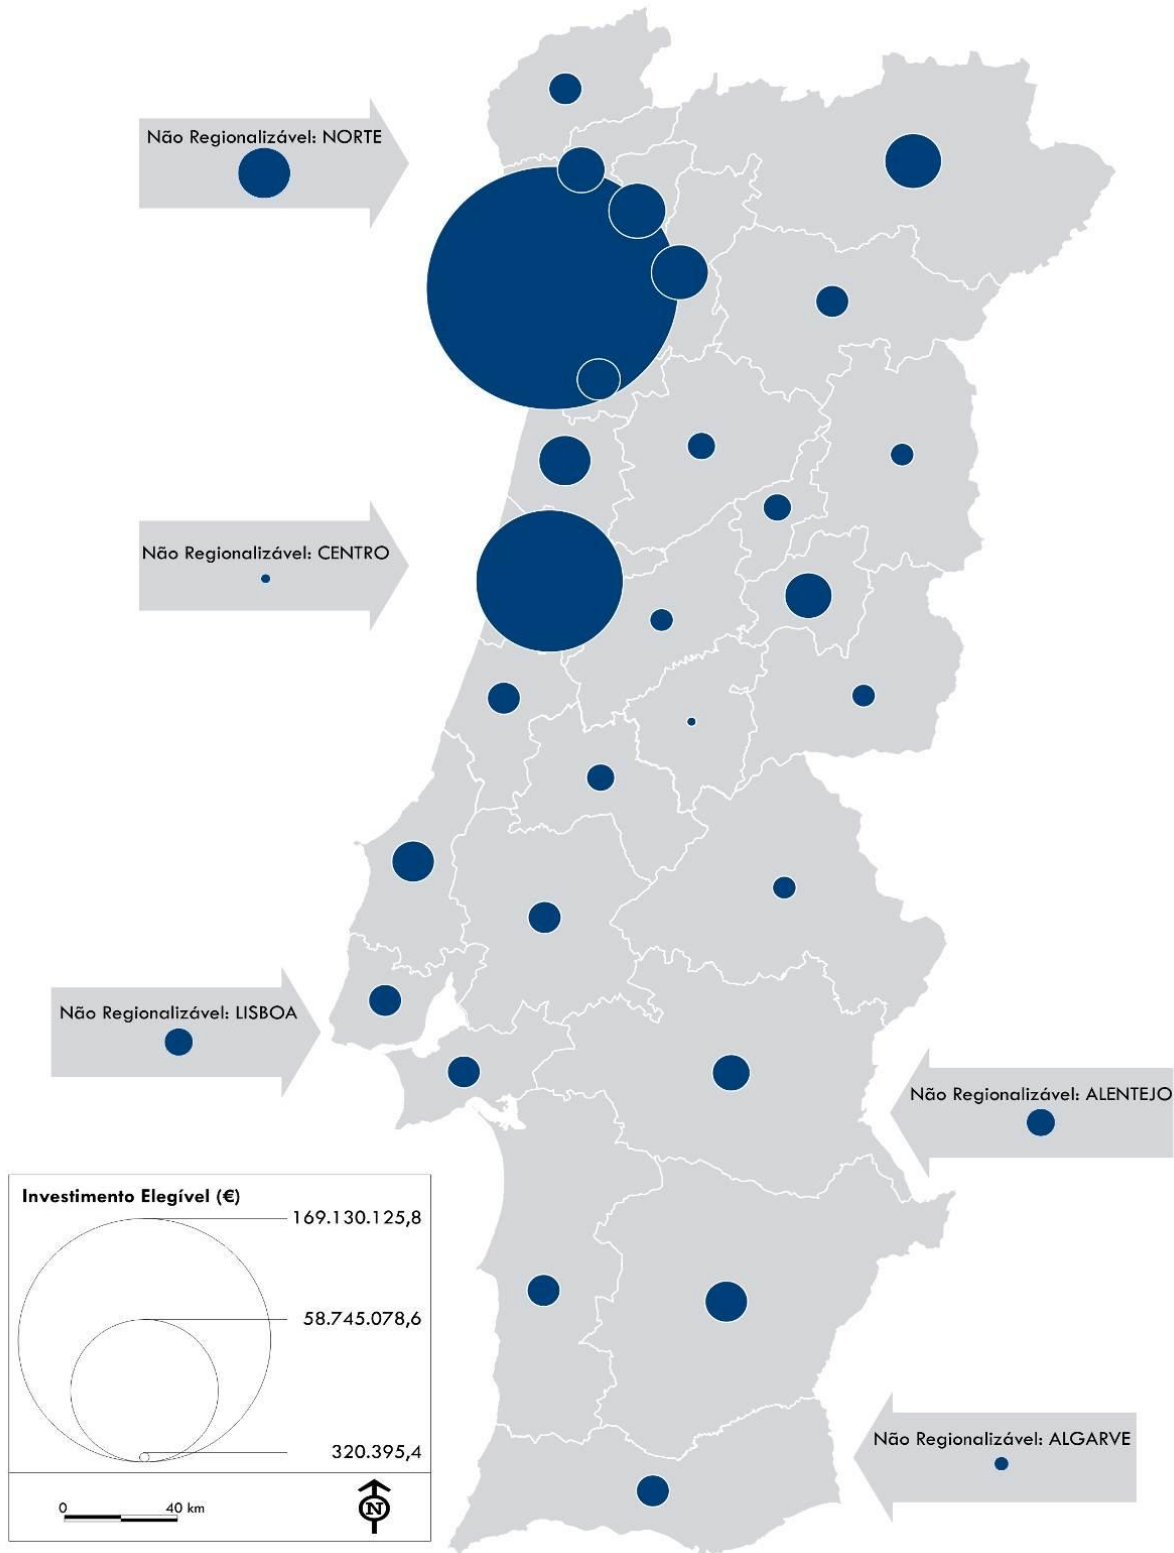 Não Regionalizável: NORTE
Não Regionalizável: CENTRO
Não Regionalizável: LISBOA
Não Regionalizável: ALENTEJO
Investimento Elegível (€)
169.130.125,8
58.745.078,6
320.395,4
0 40 km
N
Não Regionalizável: ALGARVE